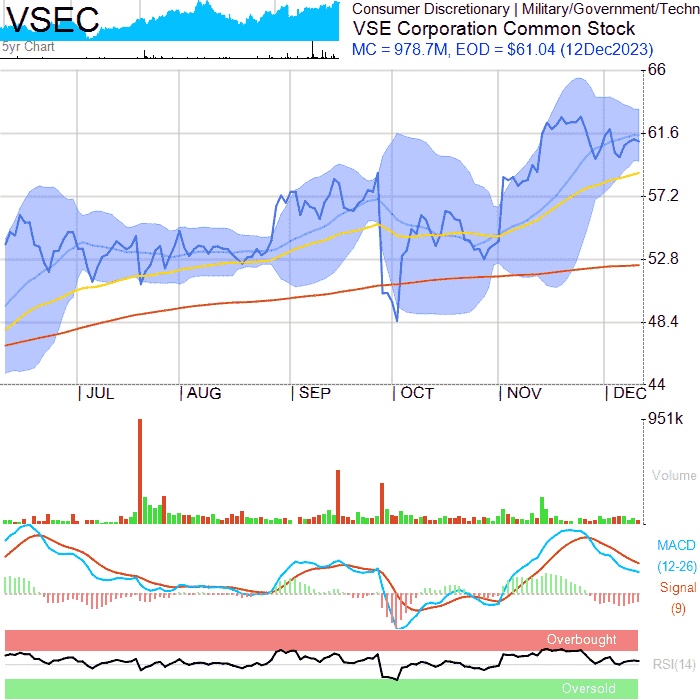 VSEC
5yr Chart
Consumer Discretionary | Military/Government/Techn
VSE Corporation Common Stock
MC = 978.7M, EOD = $61.04 (12Dec2023)
66
61.6
57.2
52.8
48.4
44
| JUL | AUG | SEP | OCT | NOV | DEC
951k
Volume
MACD
(12-26)
Signal
(9)
Overbought
RSI(14)
Oversold